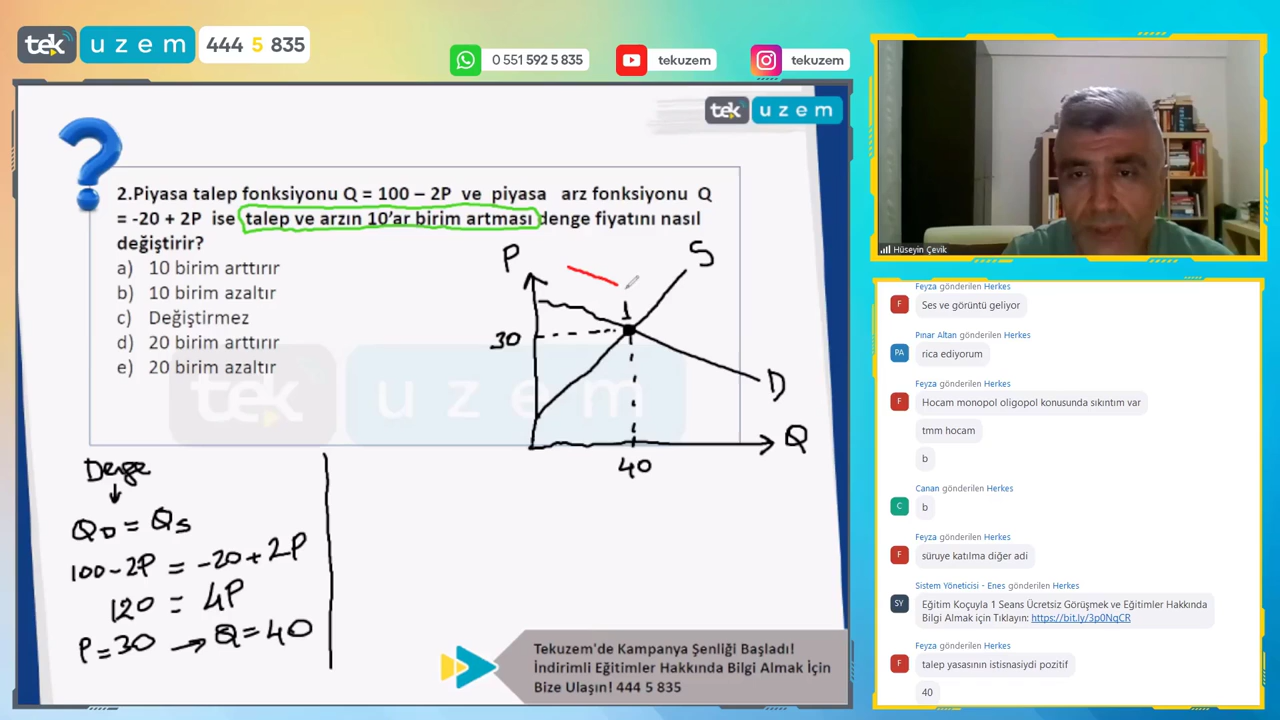 tek uzem 444 5 835
0 551 592 5 835
tekuzem
tekuzem
tek uzem
2.Piyasa talep fonksiyonu Q = 100 – 2P ve piyasa arz fonksiyonu Q
= -20 + 2P ise talep ve arzın 10’ar birim artması denge fiyatını nasıl
değiştirir?
a) 10 birim arttırır
b) 10 birim azaltır
c) Değiştirmez
d) 20 birim arttırır
e) 20 birim azaltır
tek uzem
P
S
1
30
D
Q
40
Denge
QD = QS
100-2P = -20+2P
120 = 4P
P=30 → Q=40
Tekuzem'de Kampanya Şenliği Başladı!
İndirimli Eğitimler Hakkında Bilgi Almak İçin
Bize Ulaşın! 444 5 835
Hüseyin Çevik
Feyza gönderilen Herkes
F Ses ve görüntü geliyor
Pınar Altan gönderilen Herkes
PA rica ediyorum
Feyza gönderilen Herkes
F Hocam monopol oligopol konusunda sıkıntım var
tmm hocam
b
Canan gönderilen Herkes
C b
Feyza gönderilen Herkes
F süruye katılma diğer adi
Sistem Yöneticisi - Enes gönderilen Herkes
SY Eğitim Koçuyla 1 Seans Ücretsiz Görüşmek ve Eğitimler Hakkında
Bilgi Almak için Tıklayın: https://bit.ly/3p0NqCR
Feyza gönderilen Herkes
F talep yasasının istisnasiydi pozitif
40